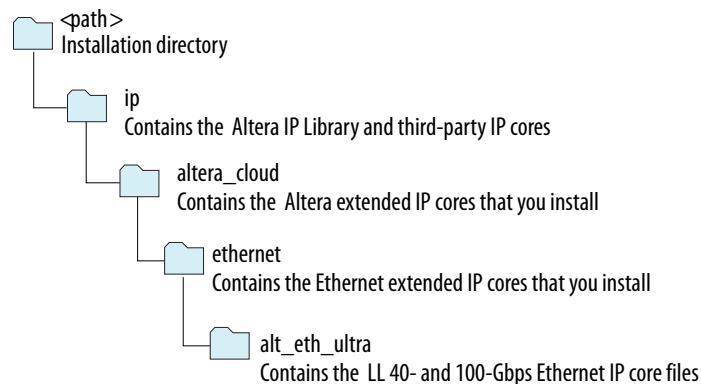 <path>
Installation directory
ip
Contains the Altera IP Library and third-party IP cores
altera_cloud
Contains the Altera extended IP cores that you install
ethernet
Contains the Ethernet extended IP cores that you install
alt_eth_ultra
Contains the LL 40- and 100-Gbps Ethernet IP core files